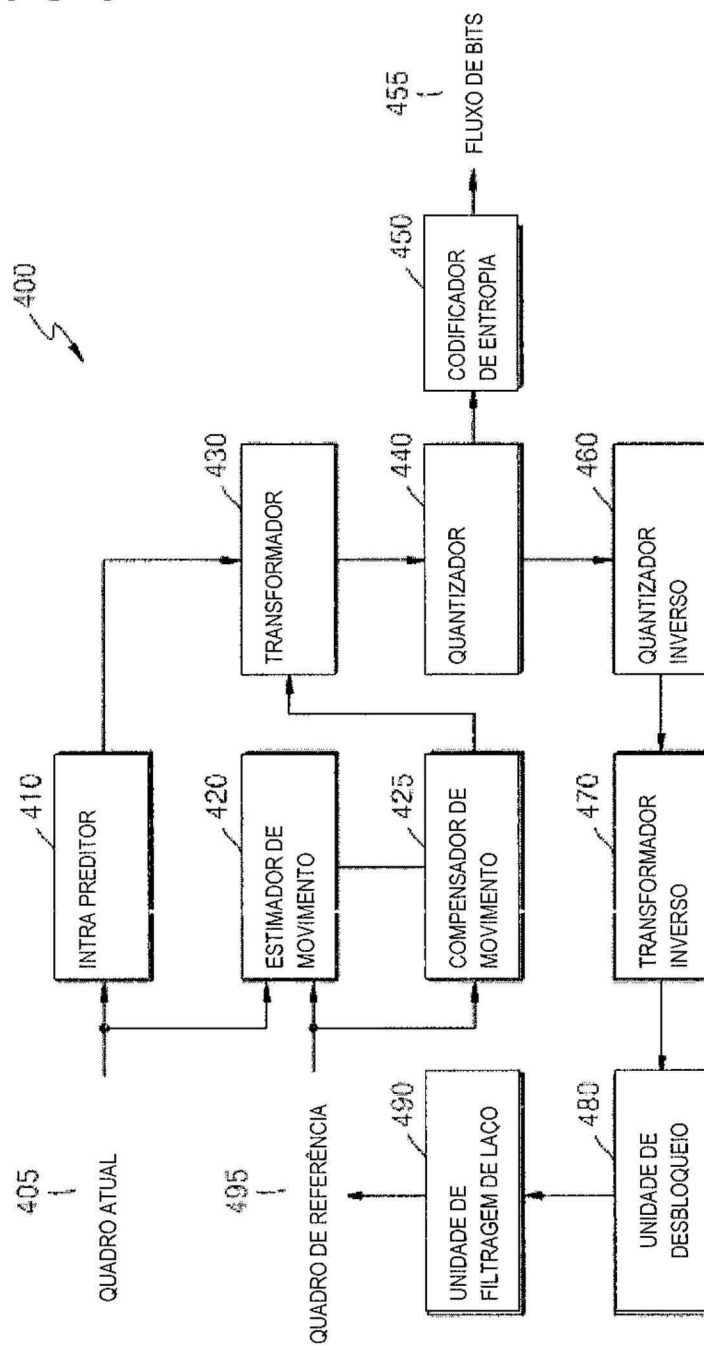 400
405
QUADRO ATUAL
410
INTRA PREDITOR
430
TRANSFORMADOR
495
QUADRO DE REFERÊNCIA
420
ESTIMADOR DE
MOVIMENTO
440
QUANTIZADOR
450
CODIFICADOR
DE ENTROPIA
455
FLUXO DE BITS
490
UNIDADE DE
FILTRAGEM DE LAÇO
425
COMPENSADOR DE
MOVIMENTO
480
UNIDADE DE
DESBLOQUEIO
470
TRANSFORMADOR
INVERSO
460
QUANTIZADOR
INVERSO